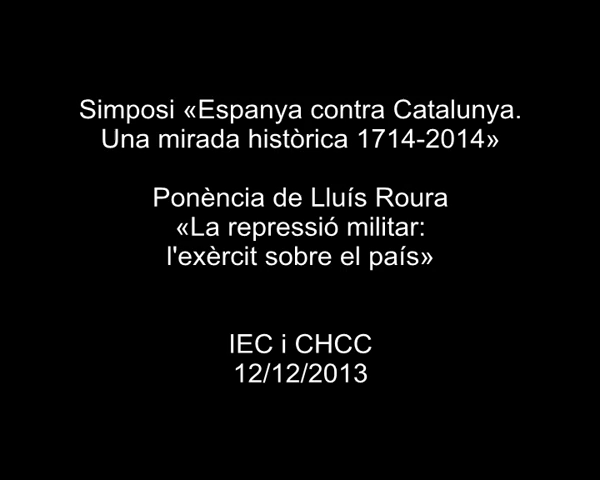 Simposi «Espanya contra Catalunya.
Una mirada històrica 1714-2014»
Ponència de Lluís Roura
«La repressió militar:
l'exèrcit sobre el país»
IEC i CHCC
12/12/2013